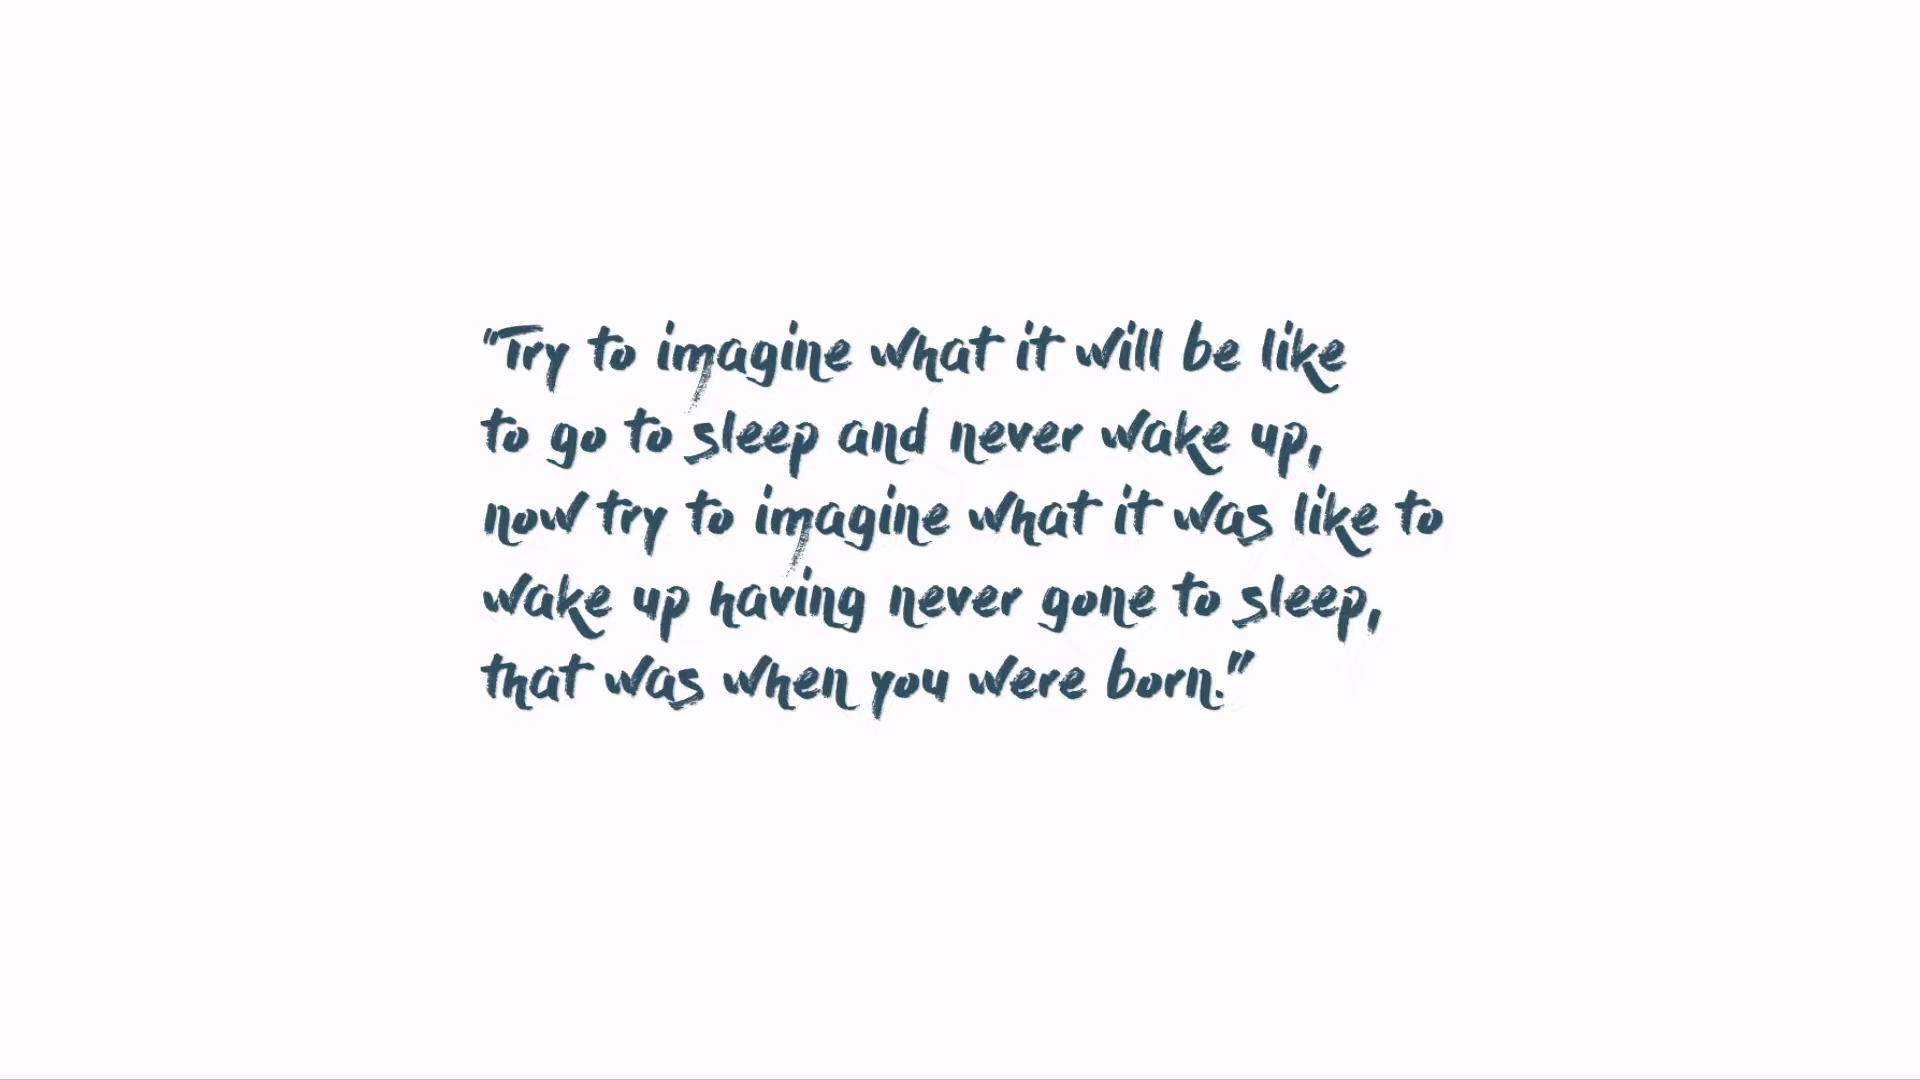 "Try to imagine what it will be like
to go to sleep and never wake up,
now try to imagine what it was like to
wake up having never gone to sleep,
that was when you were born."